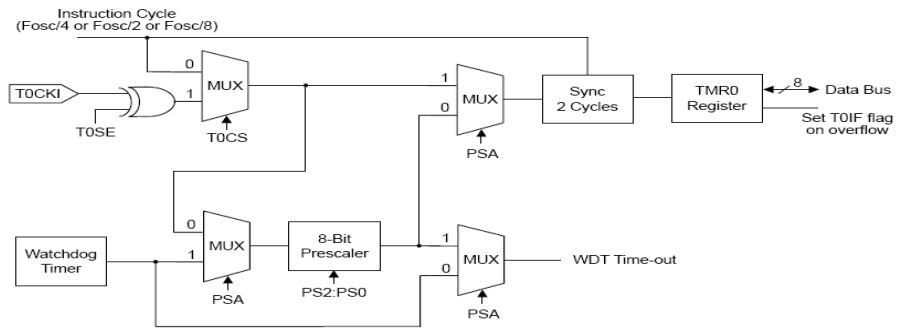 Instruction Cycle
(Fosc/4 or Fosc/2 or Fosc/8)
0
MUX
1
T0CKI
T0SE
T0CS
1
MUX
0
PSA
Sync
2 Cycles
TMR0
Register
8
Data Bus
Set T0IF flag
on overflow
0
MUX
1
PSA
Watchdog
Timer
8-Bit
Prescaler
PS2:PS0
1
MUX
0
PSA
WDT Time-out